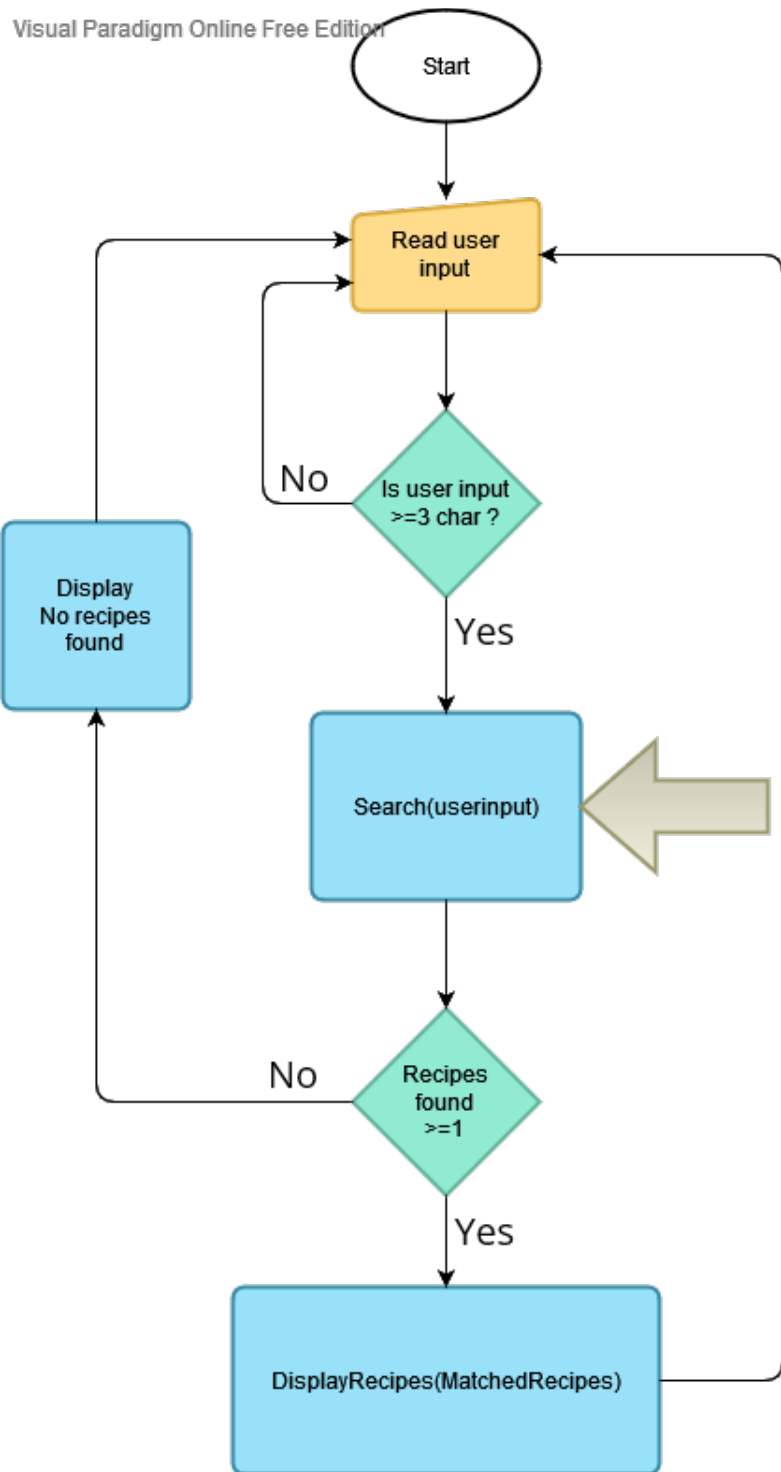 Visual Paradigm Online Free Edition
Start
Read user
input
No
Is user input
>=3 char ?
Yes
Display
No recipes
found
Search(userinput)
No
Recipes
found
>=1
Yes
DisplayRecipes(MatchedRecipes)